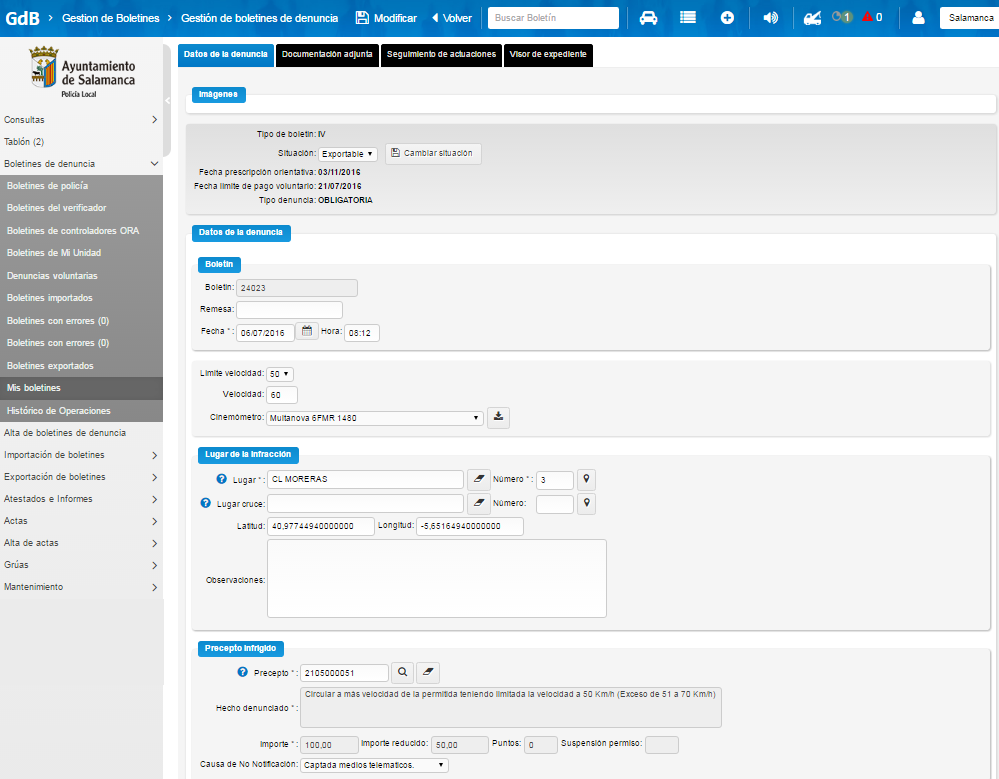 GdB Gestion de Boletines Gestión de boletines de denuncia Modificar Volver Buscar Boletín 1 0 Salamanca
Ayuntamiento
de Salamanca
Policía Local
Consultas
Tablón (2)
Boletines de denuncia
Boletines de policía
Boletines del verificador
Boletines de controladores ORA
Boletines de Mi Unidad
Denuncias voluntarias
Boletines importados
Boletines con errores (0)
Boletines con errores (0)
Boletines exportados
Mis boletines
Histórico de Operaciones
Alta de boletines de denuncia
Importación de boletines
Exportación de boletines
Atestados e Informes
Actas
Alta de actas
Grúas
Mantenimiento
Datos de la denuncia Documentación adjunta Seguimiento de actuaciones Visor de expediente
Imágenes
Tipo de boletín: IV
Situación: Exportable Cambiar situación
Fecha prescripción orientativa: 03/11/2016
Fecha límite de pago voluntario: 21/07/2016
Tipo denuncia: OBLIGATORIA
Datos de la denuncia
Boletín
Boletín: 24023
Remesa:
Fecha *: 06/07/2016 Hora: 08:12
Límite velocidad: 50
Velocidad: 60
Cinemómetro: Multanova 6FMR 1480
Lugar de la infracción
Lugar *: CL MORERAS Número *: 3
Lugar cruce: Número:
Latitud: 40,97744940000000 Longitud: -5,65164940000000
Observaciones:
Precepto infrigido
Precepto *: 2105000051
Hecho denunciado *: Circular a más velocidad de la permitida teniendo limitada la velocidad a 50 Km/h (Exceso de 51 a 70 Km/h)
Importe *: 100,00 Importe reducido: 50,00 Puntos: 0 Suspensión permiso:
Causa de No Notificación: Captada medios telematicos.